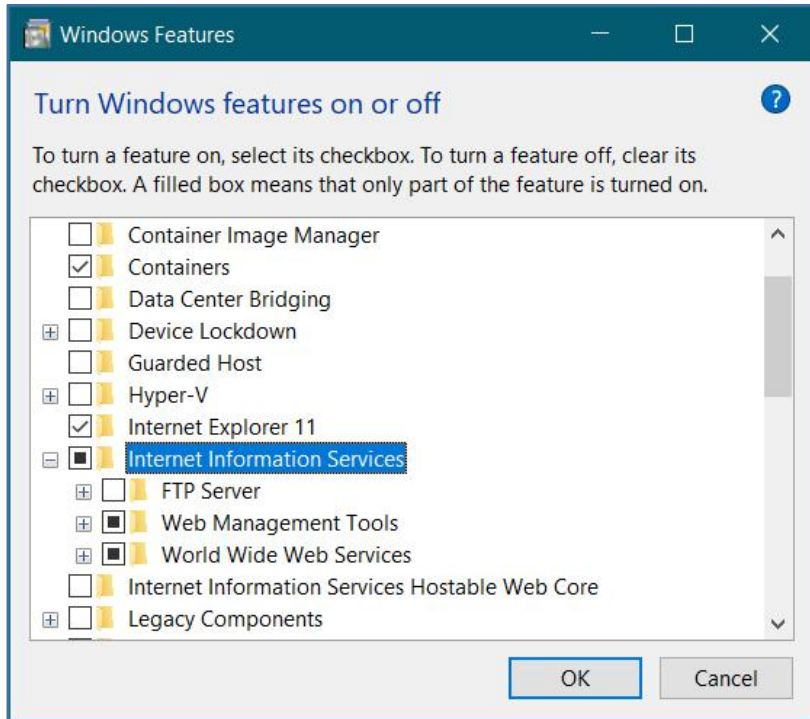 Windows Features
Turn Windows features on or off
?
To turn a feature on, select its checkbox. To turn a feature off, clear its
checkbox. A filled box means that only part of the feature is turned on.
Container Image Manager
Containers
Data Center Bridging
Device Lockdown
Guarded Host
Hyper-V
Internet Explorer 11
Internet Information Services
FTP Server
Web Management Tools
World Wide Web Services
Internet Information Services Hostable Web Core
Legacy Components
OK Cancel